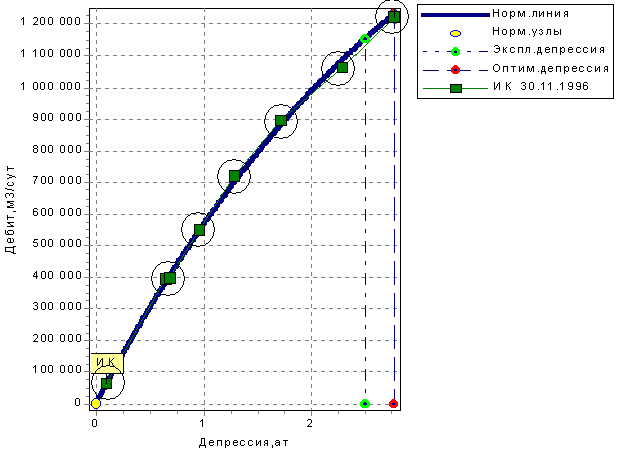 1 200 000
1 100 000
1 000 000
900 000
800 000
700 000
600 000
500 000
400 000
300 000
200 000
100 000
0
Дебит,м3/сут
ИК
0 1 2
Депрессия,ат
Норм.линия
Норм.узлы
Экспл.депрессия
Оптим.депрессия
ИК 30.11.1996